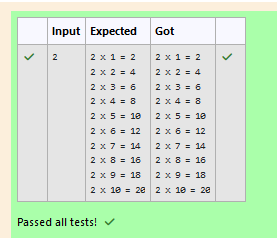 Input Expected Got
✓ 2 2 x 1 = 2 2 x 1 = 2 ✓
2 x 2 = 4 2 x 2 = 4
2 x 3 = 6 2 x 3 = 6
2 x 4 = 8 2 x 4 = 8
2 x 5 = 10 2 x 5 = 10
2 x 6 = 12 2 x 6 = 12
2 x 7 = 14 2 x 7 = 14
2 x 8 = 16 2 x 8 = 16
2 x 9 = 18 2 x 9 = 18
2 x 10 = 20 2 x 10 = 20
Passed all tests! ✓